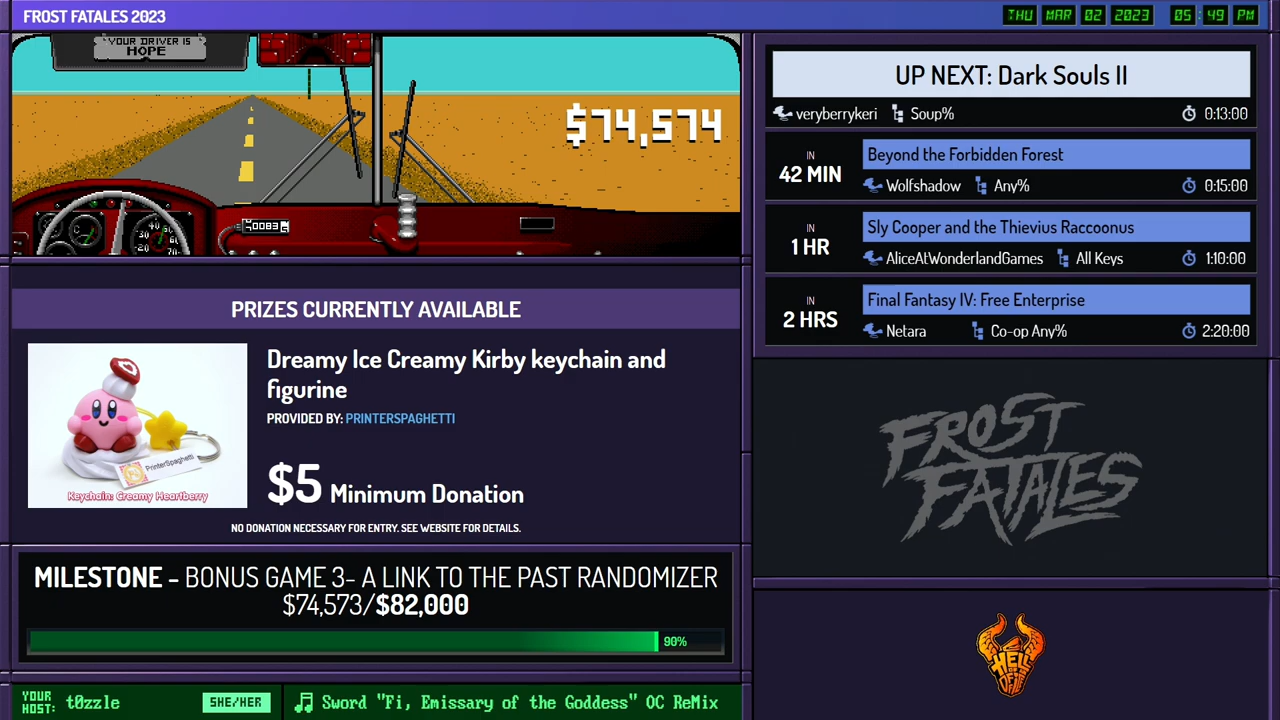 FROST FATALES 2023
THU MAR 02 2023 05:49 PM
YOUR DRIVER IS
HOPE
$74,574
UP NEXT: Dark Souls II
veryberrykeri Soup% 0:13:00
IN
42 MIN
Beyond the Forbidden Forest
Wolfshadow Any% 0:15:00
IN
1 HR
Sly Cooper and the Thievius Raccoonus
AliceAtWonderlandGames All Keys 1:10:00
IN
2 HRS
Final Fantasy IV: Free Enterprise
Netara Co-op Any% 2:20:00
PRIZES CURRENTLY AVAILABLE
Dreamy Ice Creamy Kirby keychain and
figurine
PROVIDED BY: PRINTERSPAGHETTI
PrinterSpaghetti
Keychain: Creamy Heartberry
$5 Minimum Donation
NO DONATION NECESSARY FOR ENTRY. SEE WEBSITE FOR DETAILS.
FROST
FATALES
MILESTONE - BONUS GAME 3- A LINK TO THE PAST RANDOMIZER
$74,573/$82,000
90%
YOUR
HOST: t0zzle SHE/HER
Sword "Fi, Emissary of the Goddess" OC ReMix